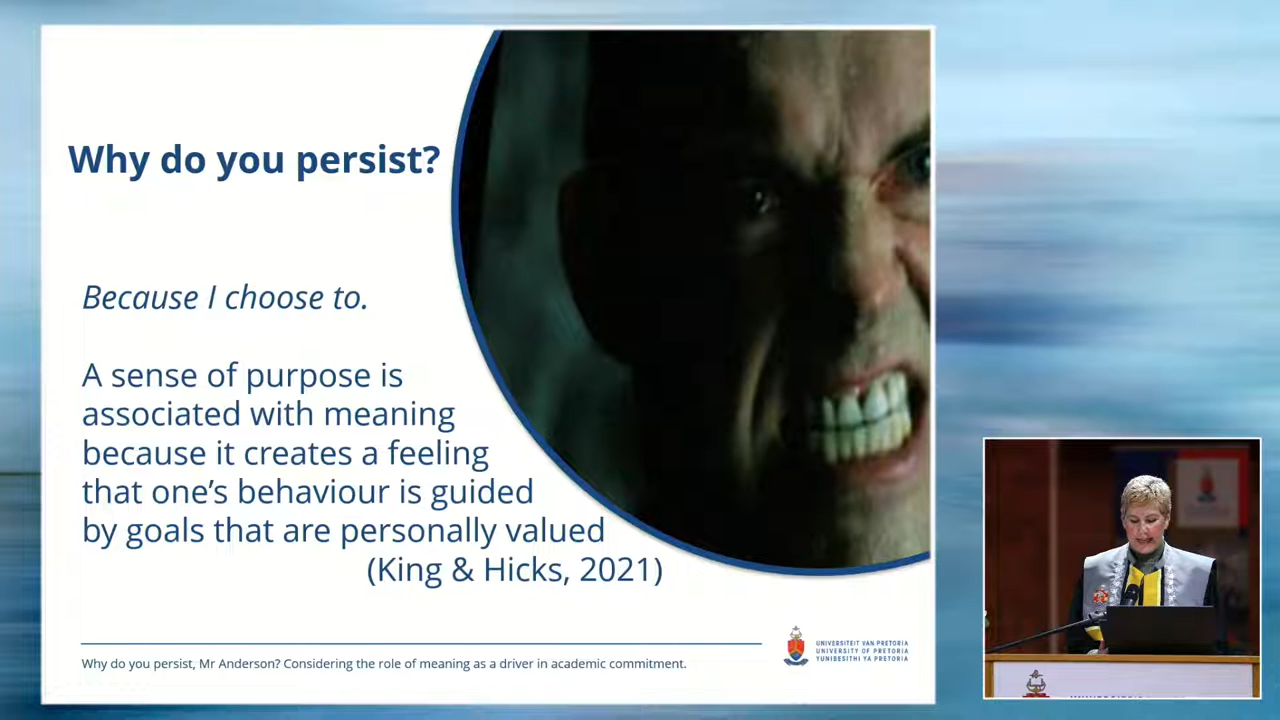 Why do you persist?
Because I choose to.
A sense of purpose is
associated with meaning
because it creates a feeling
that one’s behaviour is guided
by goals that are personally valued
(King & Hicks, 2021)
Why do you persist, Mr Anderson? Considering the role of meaning as a driver in academic commitment.
UNIVERSITEIT VAN PRETORIA
UNIVERSITY OF PRETORIA
YUNIBESITHI YA PRETORIA